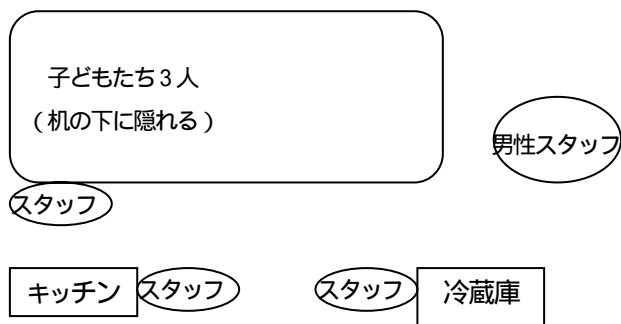 子どもたち3人
(机の下に隠れる)
男性スタッフ
スタッフ
キッチン
スタッフ
スタッフ
冷蔵庫